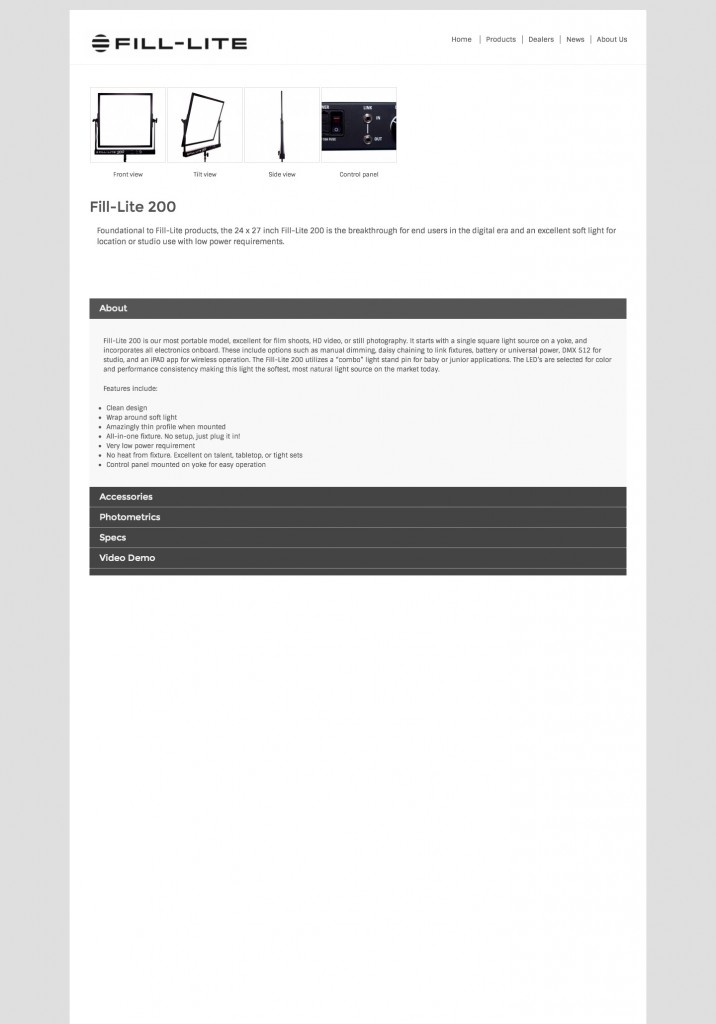 FILL-LITE
Home | Products | Dealers | News | About Us
LINK
IN
OUT
Front view
Tilt view
Side view
Control panel
Fill-Lite 200
Foundational to Fill-Lite products, the 24 x 27 inch Fill-Lite 200 is the breakthrough for end users in the digital era and an excellent soft light for
location or studio use with low power requirements.
About
Fill-Lite 200 is our most portable model, excellent for film shoots, HD video, or still photography. It starts with a single square light source on a yoke, and
incorporates all electronics onboard. These include options such as manual dimming, daisy chaining to link fixtures, battery or universal power, DMX 512 for
studio, and an iPAD app for wireless operation. The Fill-Lite 200 utilizes a "combo" light stand pin for baby or junior applications. The LED's are selected for color
and performance consistency making this light the softest, most natural light source on the market today.
Features include:
• Clean design
• Wrap around soft light
• Amazingly thin profile when mounted
• All-in-one fixture. No setup, just plug it in!
• Very low power requirement
• No heat from fixture. Excellent on talent, tabletop, or tight sets
• Control panel mounted on yoke for easy operation
Accessories
Photometrics
Specs
Video Demo